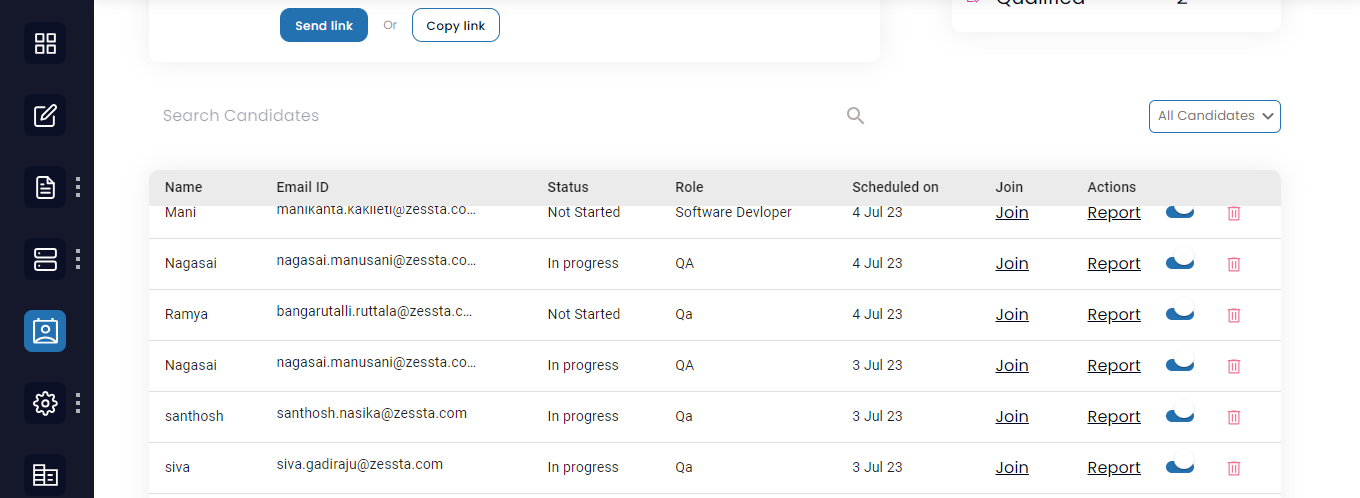 Qualified 2
Send link Or Copy link
Search Candidates All Candidates
Name Email ID Status Role Scheduled on Join Actions
Mani manikanta.kakileti@zessta.co... Not Started Software Devloper 4 Jul 23 Join Report
Nagasai nagasai.manusani@zessta.co... In progress QA 4 Jul 23 Join Report
Ramya bangarutalli.ruttala@zessta.c... Not Started Qa 4 Jul 23 Join Report
Nagasai nagasai.manusani@zessta.co... In progress QA 3 Jul 23 Join Report
santhosh santhosh.nasika@zessta.com In progress Qa 3 Jul 23 Join Report
siva siva.gadiraju@zessta.com In progress Qa 3 Jul 23 Join Report